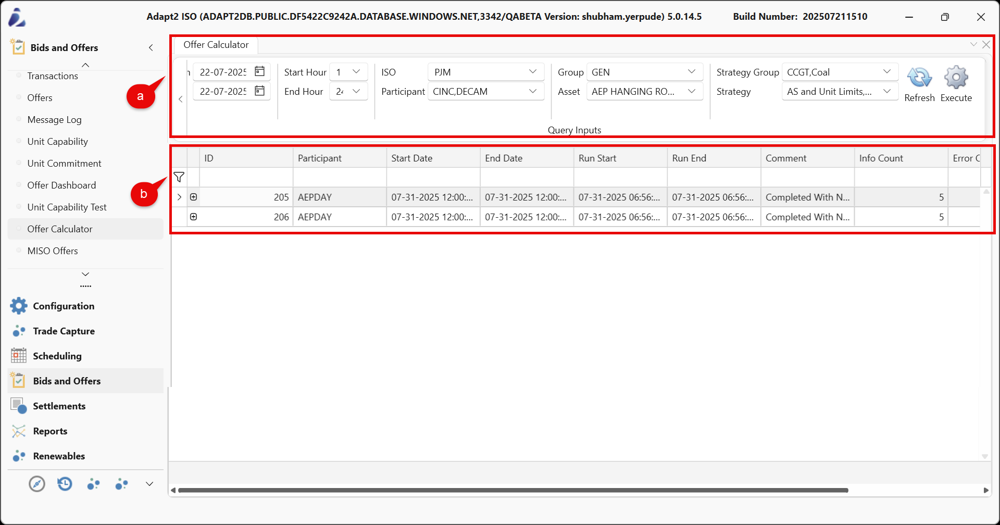 Adapt2 ISO (ADAPT2DB.PUBLIC.DF5422C9242A.DATABASE.WINDOWS.NET,3342/QABETA Version: shubham.yerpude) 5.0.14.5 Build Number: 202507211510
Bids and Offers
Transactions
Offers
Message Log
Unit Capability
Unit Commitment
Offer Dashboard
Unit Capability Test
Offer Calculator
MISO Offers
Configuration
Trade Capture
Scheduling
Bids and Offers
Settlements
Reports
Renewables
a
b
Offer Calculator
22-07-2025 Start Hour 1 ISO PJM Group GEN Strategy Group CCGT,Coal
22-07-2025 End Hour 24 Participant CINC,DECAM Asset AEP HANGING RO... Strategy AS and Unit Limits,... Refresh Execute
Query Inputs
ID Participant Start Date End Date Run Start Run End Comment Info Count Error C
205 AEPDAY 07-31-2025 12:00:... 07-31-2025 12:00:... 07-31-2025 06:56:... 07-31-2025 06:56:... Completed With N... 5
206 AEPDAY 07-31-2025 12:00:... 07-31-2025 12:00:... 07-31-2025 06:56:... 07-31-2025 06:56:... Completed With N... 5